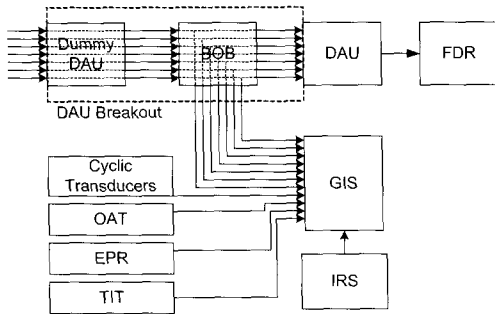 Dummy
DAU
BOB
DAU
FDR
DAU Breakout
Cyclic
Transducers
GIS
OAT
EPR
IRS
TIT